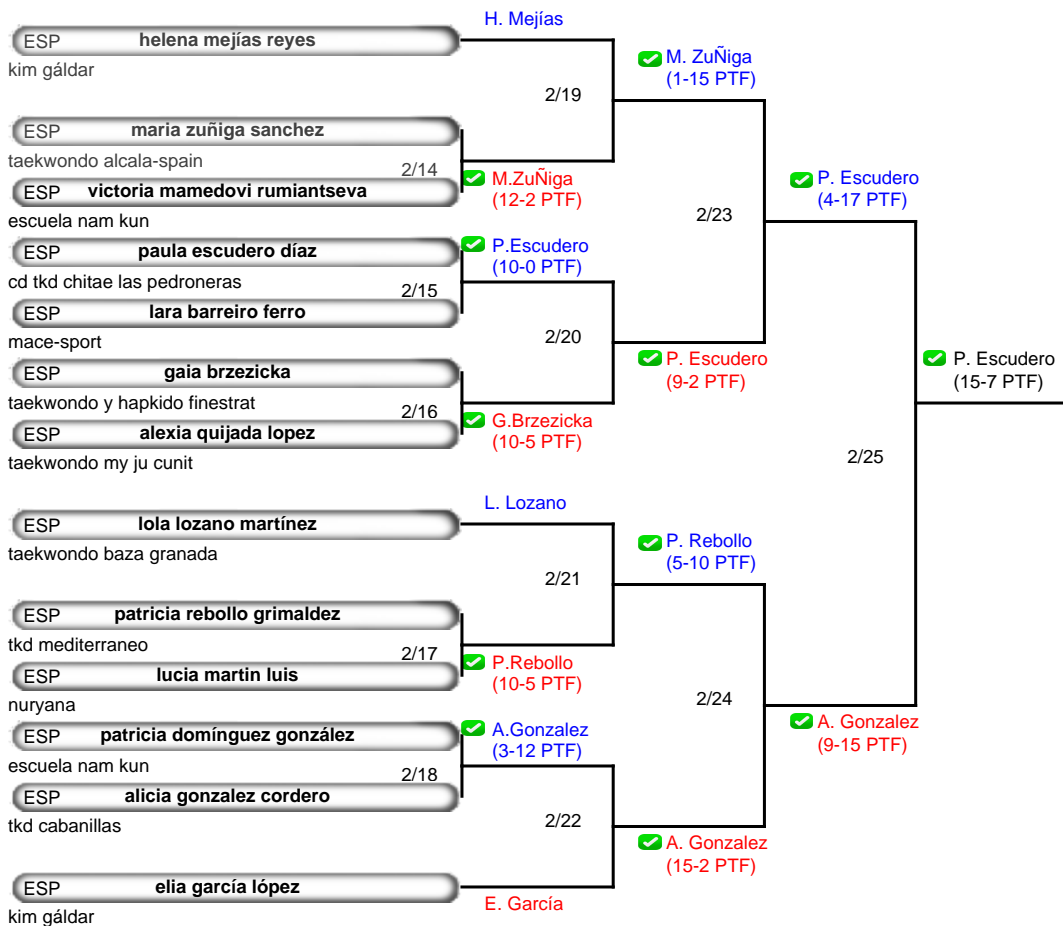 H. Mejías
ESP helena mejías reyes
kim gáldar
M. ZuÑiga
(1-15 PTF)
2/19
ESP maria zuñiga sanchez
taekwondo alcala-spain
2/14
M.ZuÑiga
(12-2 PTF)
ESP victoria mamedovi rumiantseva
escuela nam kun
P. Escudero
(4-17 PTF)
2/23
ESP paula escudero díaz
P.Escudero
(10-0 PTF)
cd tkd chitae las pedroneras
2/15
ESP lara barreiro ferro
mace-sport
2/20
P. Escudero
(9-2 PTF)
P. Escudero
(15-7 PTF)
ESP gaia brzezicka
taekwondo y hapkido finestrat
2/16
G.Brzezicka
(10-5 PTF)
ESP alexia quijada lopez
taekwondo my ju cunit
2/25
L. Lozano
ESP lola lozano martínez
taekwondo baza granada
P. Rebollo
(5-10 PTF)
2/21
ESP patricia rebollo grimaldez
tkd mediterraneo
2/17
P.Rebollo
(10-5 PTF)
ESP lucia martin luis
nuryana
2/24
A. Gonzalez
(9-15 PTF)
ESP patricia domínguez gonzález
A.Gonzalez
(3-12 PTF)
escuela nam kun
2/18
ESP alicia gonzalez cordero
tkd cabanillas
2/22
A. Gonzalez
(15-2 PTF)
ESP elia garcía lópez
E. García
kim gáldar